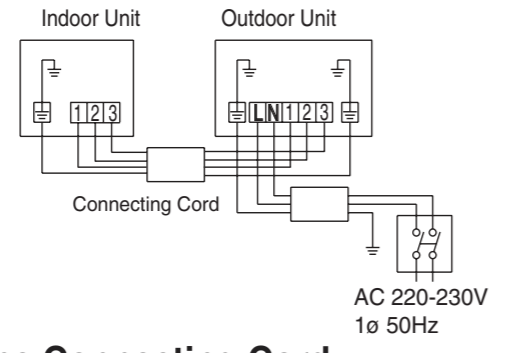 Indoor Unit
Outdoor Unit
1 2 3
L N 1 2 3
Connecting Cord
AC 220-230V
1ø 50Hz